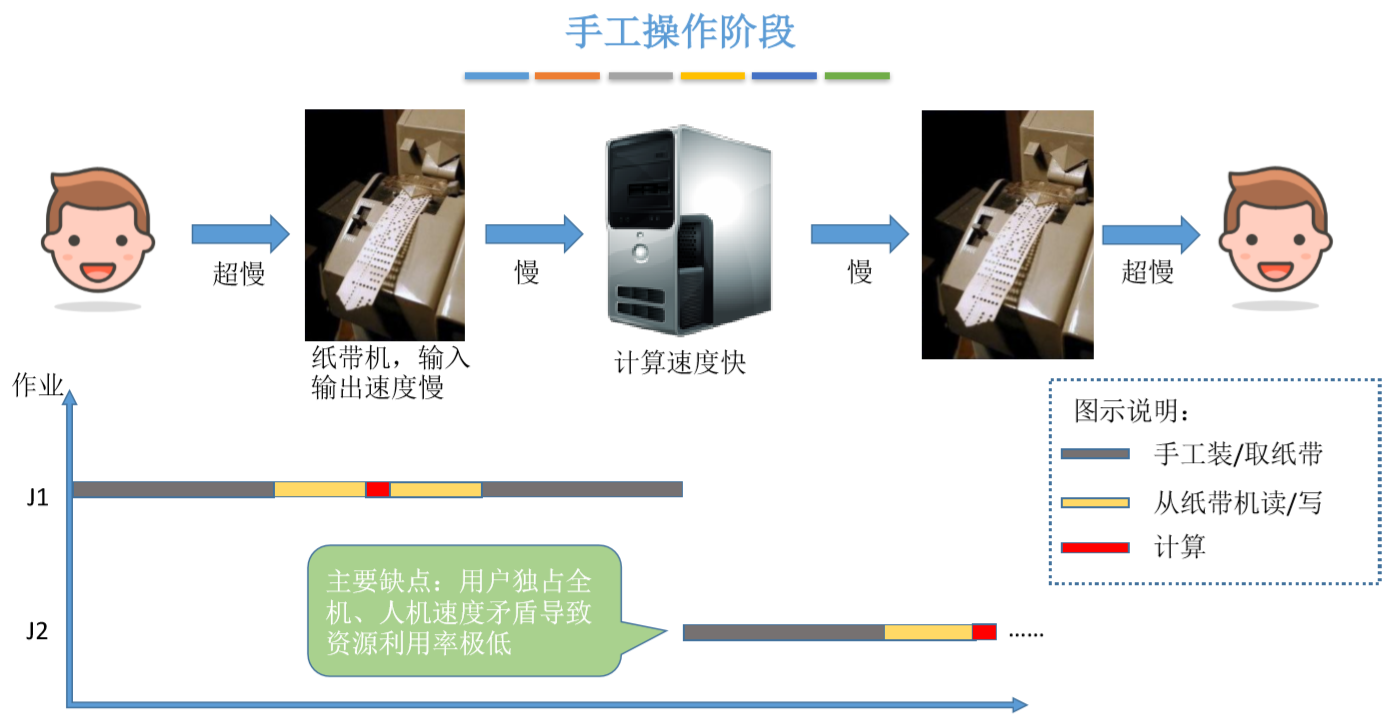 手工操作阶段
超慢
慢
慢
超慢
纸带机，输入
输出速度慢
计算速度快
作业
图示说明：
手工装/取纸带
从纸带机读/写
计算
J1
主要缺点：用户独占全
机、人机速度矛盾导致
资源利用率极低
J2
……